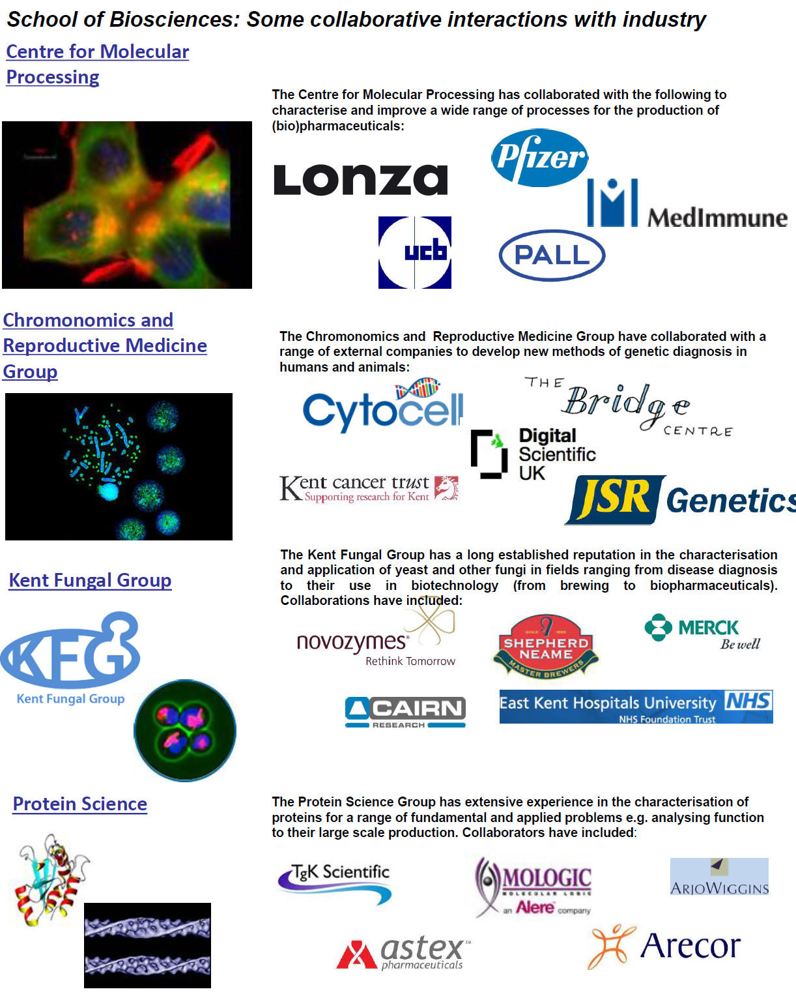 School of Biosciences: Some collaborative interactions with industry
Centre for Molecular
Processing
The Centre for Molecular Processing has collaborated with the following to
characterise and improve a wide range of processes for the production of
(bio)pharmaceuticals:
Lonza
Pfizer
MedImmune
ucb
PALL
Chromonomics and
Reproductive Medicine
Group
The Chromonomics and Reproductive Medicine Group have collaborated with a
range of external companies to develop new methods of genetic diagnosis in
humans and animals:
Cytocell
THE
Bridge
CENTRE
Digital
Scientific
UK
Kent cancer trust
Supporting research for Kent
JSR Genetics
Kent Fungal Group
The Kent Fungal Group has a long established reputation in the characterisation
and application of yeast and other fungi in fields ranging from disease diagnosis
to their use in biotechnology (from brewing to biopharmaceuticals).
Collaborations have included:
KFG
Kent Fungal Group
novozymes®
Rethink Tomorrow
SINCE 1698
SHEPHERD
NEAME
MASTER BREWERS
MERCK
Be well
CAIRN
RESEARCH
East Kent Hospitals University NHS
NHS Foundation Trust
Protein Science
The Protein Science Group has extensive experience in the characterisation of
proteins for a range of fundamental and applied problems e.g. analysing function
to their large scale production. Collaborators have included:
TgK Scientific
MOLOGIC
MOLECULAR LOGIC
an Alere™ company
ARJOWIGGINS
astex™
pharmaceuticals
Arecor